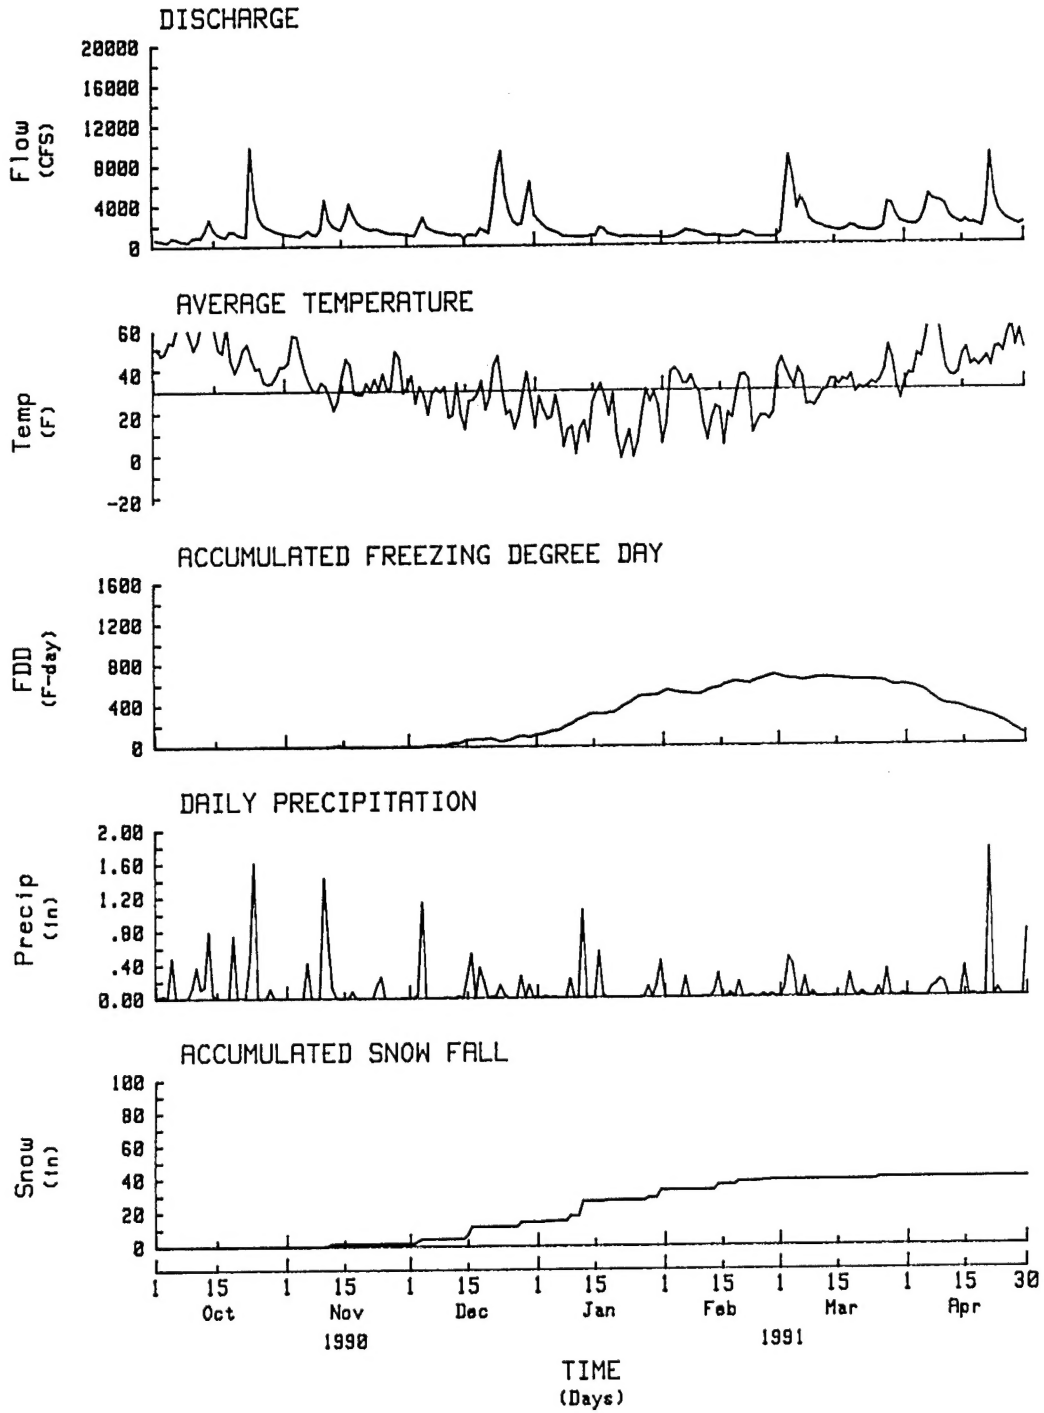 DISCHARGE
20000
16000
12000
8000
4000
0
Flow
(CFS)
AVERAGE TEMPERATURE
60
40
20
0
-20
Temp
(F)
ACCUMULATED FREEZING DEGREE DAY
1600
1200
800
400
0
FDD
(F-day)
DAILY PRECIPITATION
2.00
1.60
1.20
.80
.40
0.00
Precip
(in)
ACCUMULATED SNOW FALL
100
80
60
40
20
0
Snow
(in)
1 15 1 15 1 15 1 15 1 15 1 15 1 15 30
Oct Nov Dec Jan Feb Mar Apr
1990 1991
TIME
(Days)